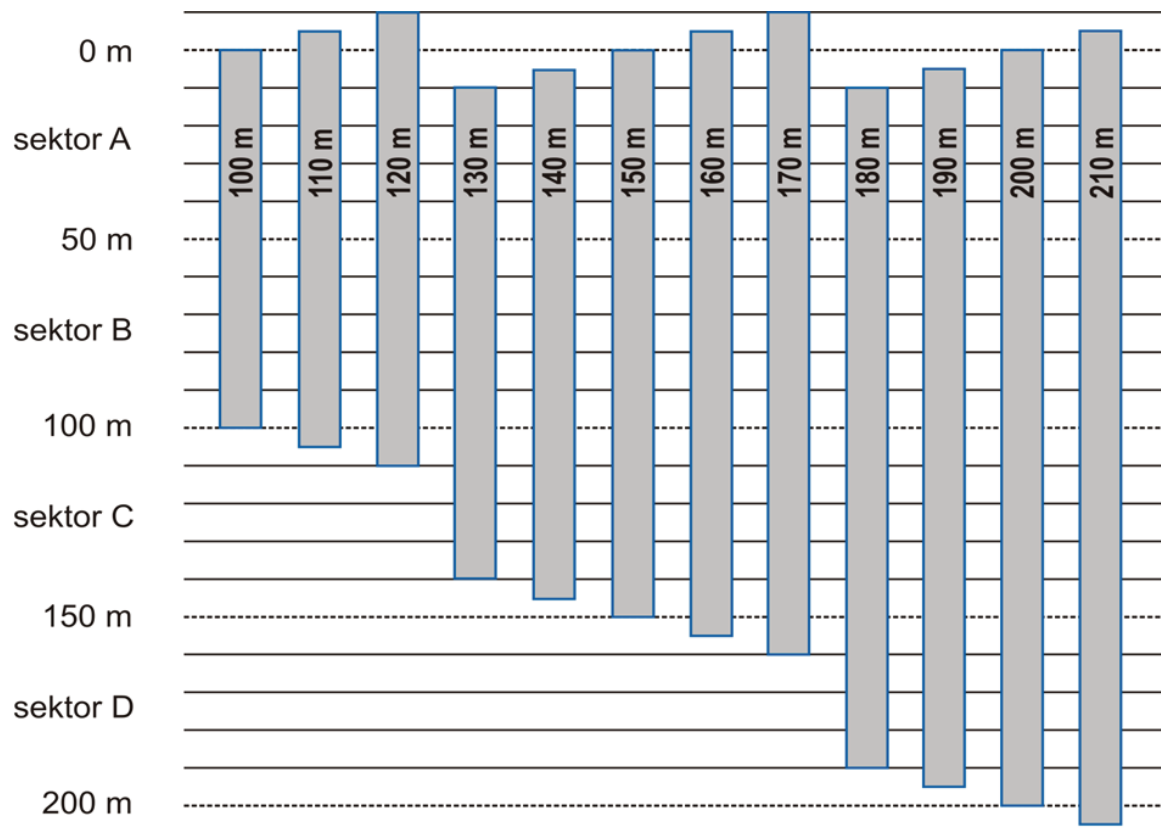 0 m
sektor A
50 m
sektor B
100 m
sektor C
150 m
sektor D
200 m
100 m
110 m
120 m
130 m
140 m
150 m
160 m
170 m
180 m
190 m
200 m
210 m